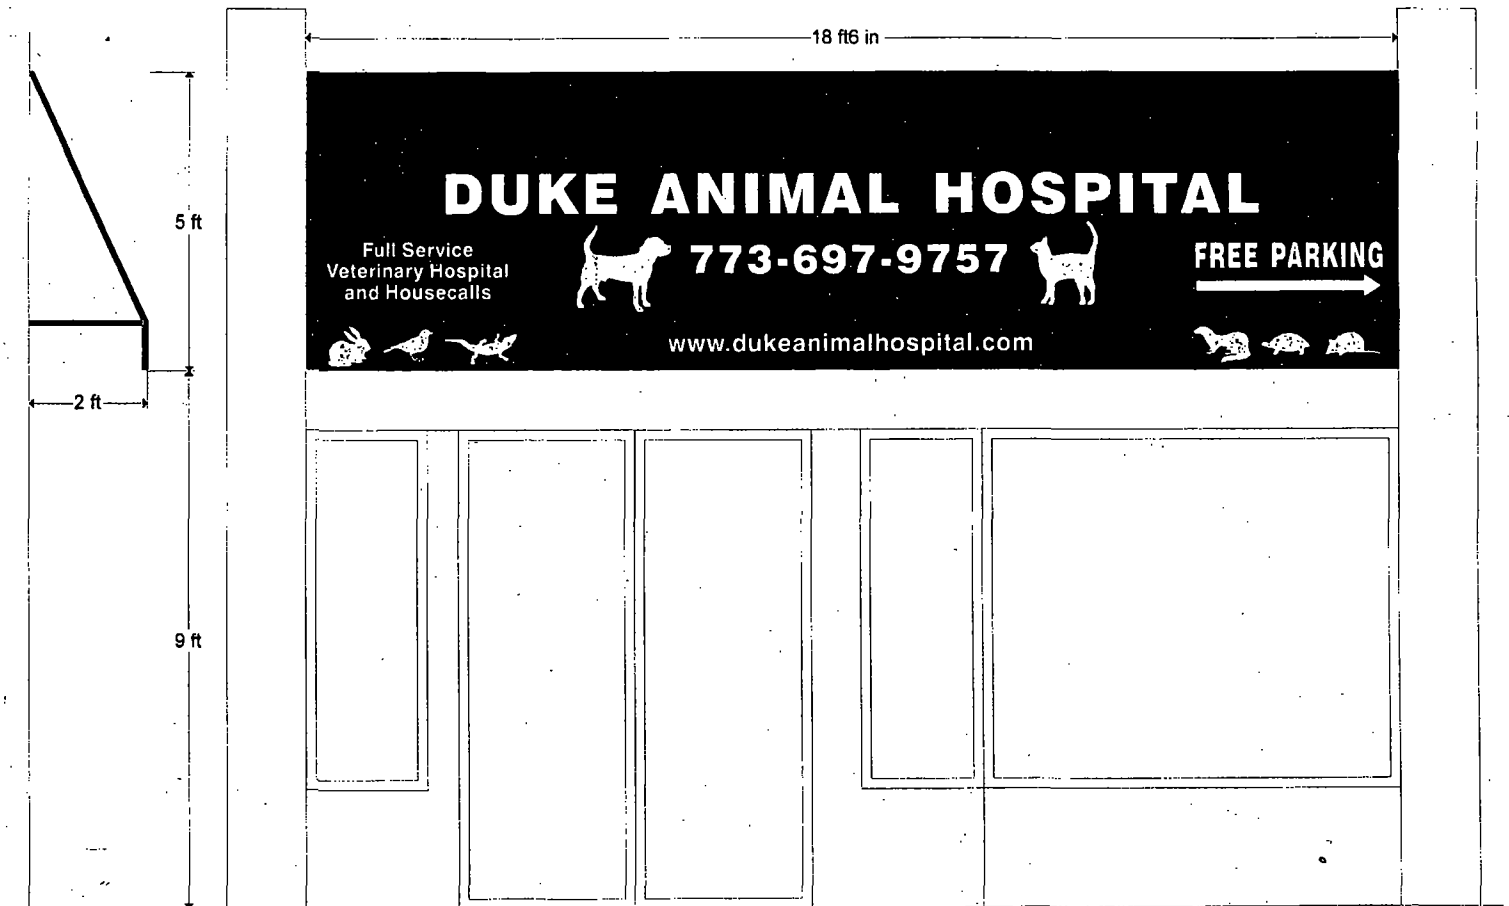 18 ft6 in
5 ft
2 ft
9 ft
DUKE ANIMAL HOSPITAL
773-697-9757
Full Service
Veterinary Hospital
and Housecalls
FREE PARKING
www.dukeanimalhospital.com